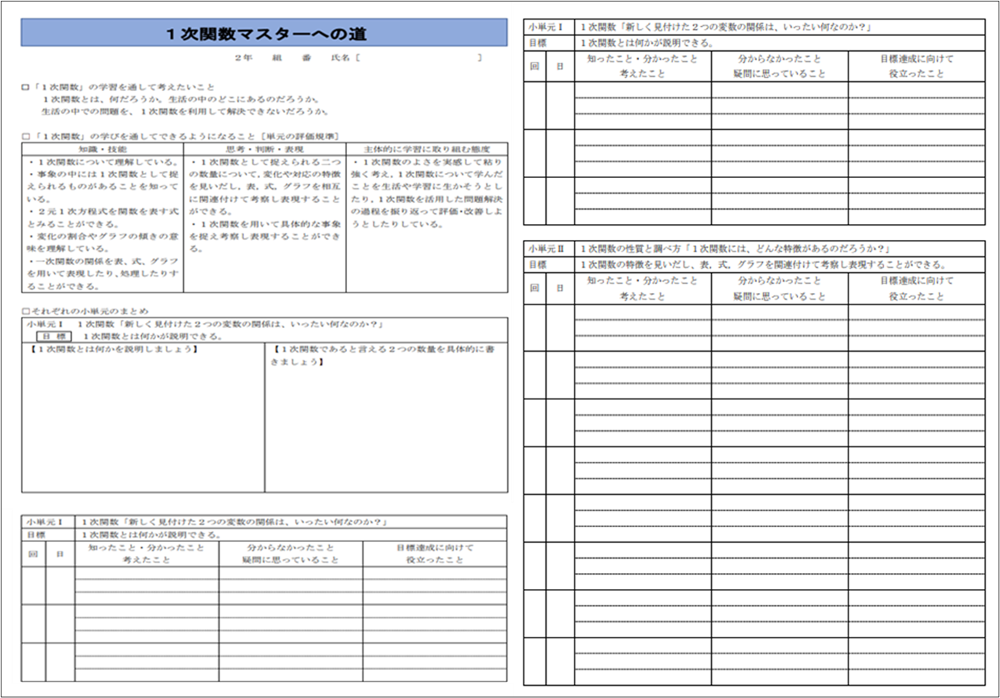 １次関数マスターへの道
２年　組　番　氏名［　　　　　　　　］
□「１次関数」の学習を通して考えたいこと
１次関数とは、何だろうか。生活の中のどこにあるのだろうか。
生活の中での問題を、１次関数を利用して解決できないだろうか。
□「１次関数」の学びを通してできるようになること［単元の評価規準］
知識・技能
・１次関数について理解している。
・事象の中には１次関数として捉
えられるものがあることを知って
いる。
・２元１次方程式を関数を表す式
とみることができる。
・変化の割合やグラフの傾きの意
味を理解している。
・一次関数の関係を表、式、グラフ
を用いて表現したり、処理したりす
ることができる。
思考・判断・表現
・１次関数として捉えられる二つ
の数量について，変化や対応の特徴
を見いだし，表，式，グラフを相互
に関連付けて考察し表現すること
ができる。
・１次関数を用いて具体的な事象
を捉え考察し表現することができ
る。
主体的に学習に取り組む態度
・１次関数のよさを実感して粘り
強く考え，１次関数について学んだ
ことを生活や学習に生かそうとし
たり，１次関数を活用した問題解決
の過程を振り返って評価・改善しよ
うとしたりしている。
□それぞれの小単元のまとめ
小単元Ⅰ　１次関数「新しく見付けた２つの変数の関係は、いったい何なのか？」
目　標　１次関数とは何かが説明できる。
【１次関数とは何かを説明しましょう】
【１次関数であると言える２つの数量を具体的に書
きましょう】
小単元Ⅰ　１次関数「新しく見付けた２つの変数の関係は、いったい何なのか？」
目標　１次関数とは何かが説明できる。
回　日
知ったこと・分かったこと
考えたこと
分からなかったこと
疑問に思っていること
目標達成に向けて
役立ったこと
小単元Ⅰ　１次関数「新しく見付けた２つの変数の関係は、いったい何なのか？」
目標　１次関数とは何かが説明できる。
回　日
知ったこと・分かったこと
考えたこと
分からなかったこと
疑問に思っていること
目標達成に向けて
役立ったこと
小単元Ⅱ　１次関数の性質と調べ方「１次関数には、どんな特徴があるのだろうか？」
目標　１次関数の特徴を見いだし、表，式，グラフを関連付けて考察し表現することができる。
回　日
知ったこと・分かったこと
考えたこと
分からなかったこと
疑問に思っていること
目標達成に向けて
役立ったこと